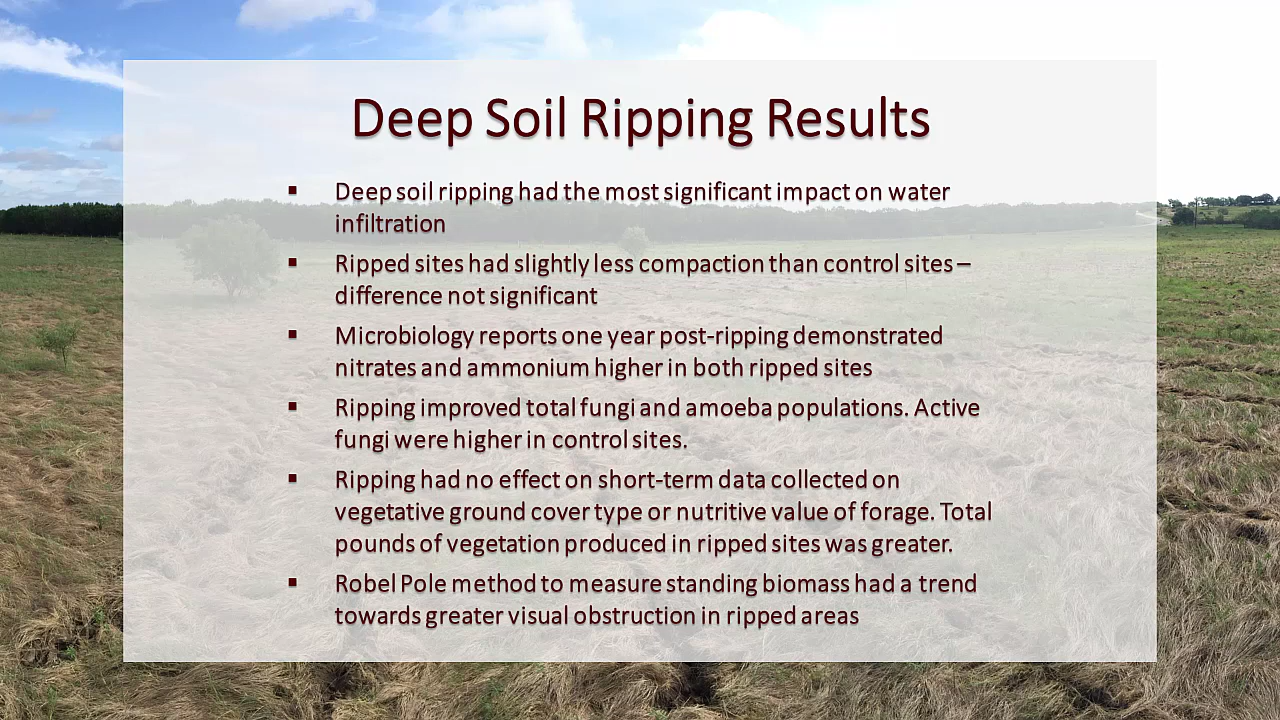 Deep Soil Ripping Results
▪ Deep soil ripping had the most significant impact on water
infiltration
▪ Ripped sites had slightly less compaction than control sites –
difference not significant
▪ Microbiology reports one year post-ripping demonstrated
nitrates and ammonium higher in both ripped sites
▪ Ripping improved total fungi and amoeba populations. Active
fungi were higher in control sites.
▪ Ripping had no effect on short-term data collected on
vegetative ground cover type or nutritive value of forage. Total
pounds of vegetation produced in ripped sites was greater.
▪ Robel Pole method to measure standing biomass had a trend
towards greater visual obstruction in ripped areas